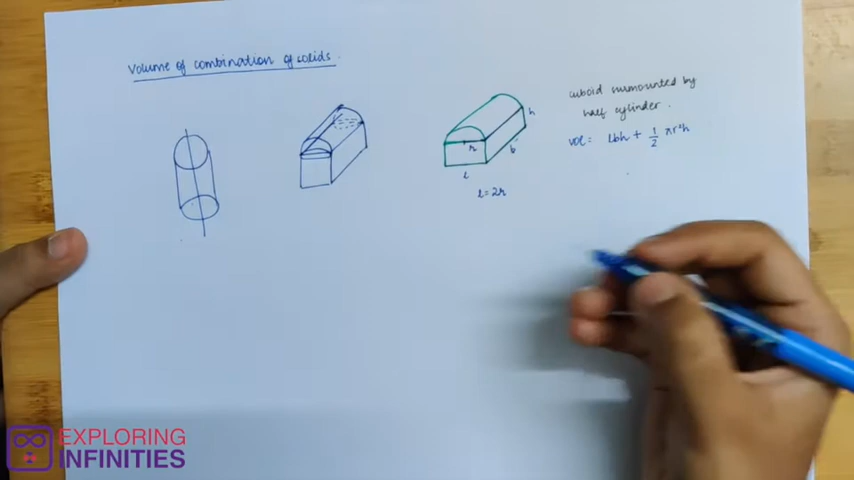 Volume of combination of solids.
h
r
b
l
l = 2r
cuboid surmounted by
half cylinder.
vol = lbh + 1/2 πr²h
EXPLORING
INFINITIES